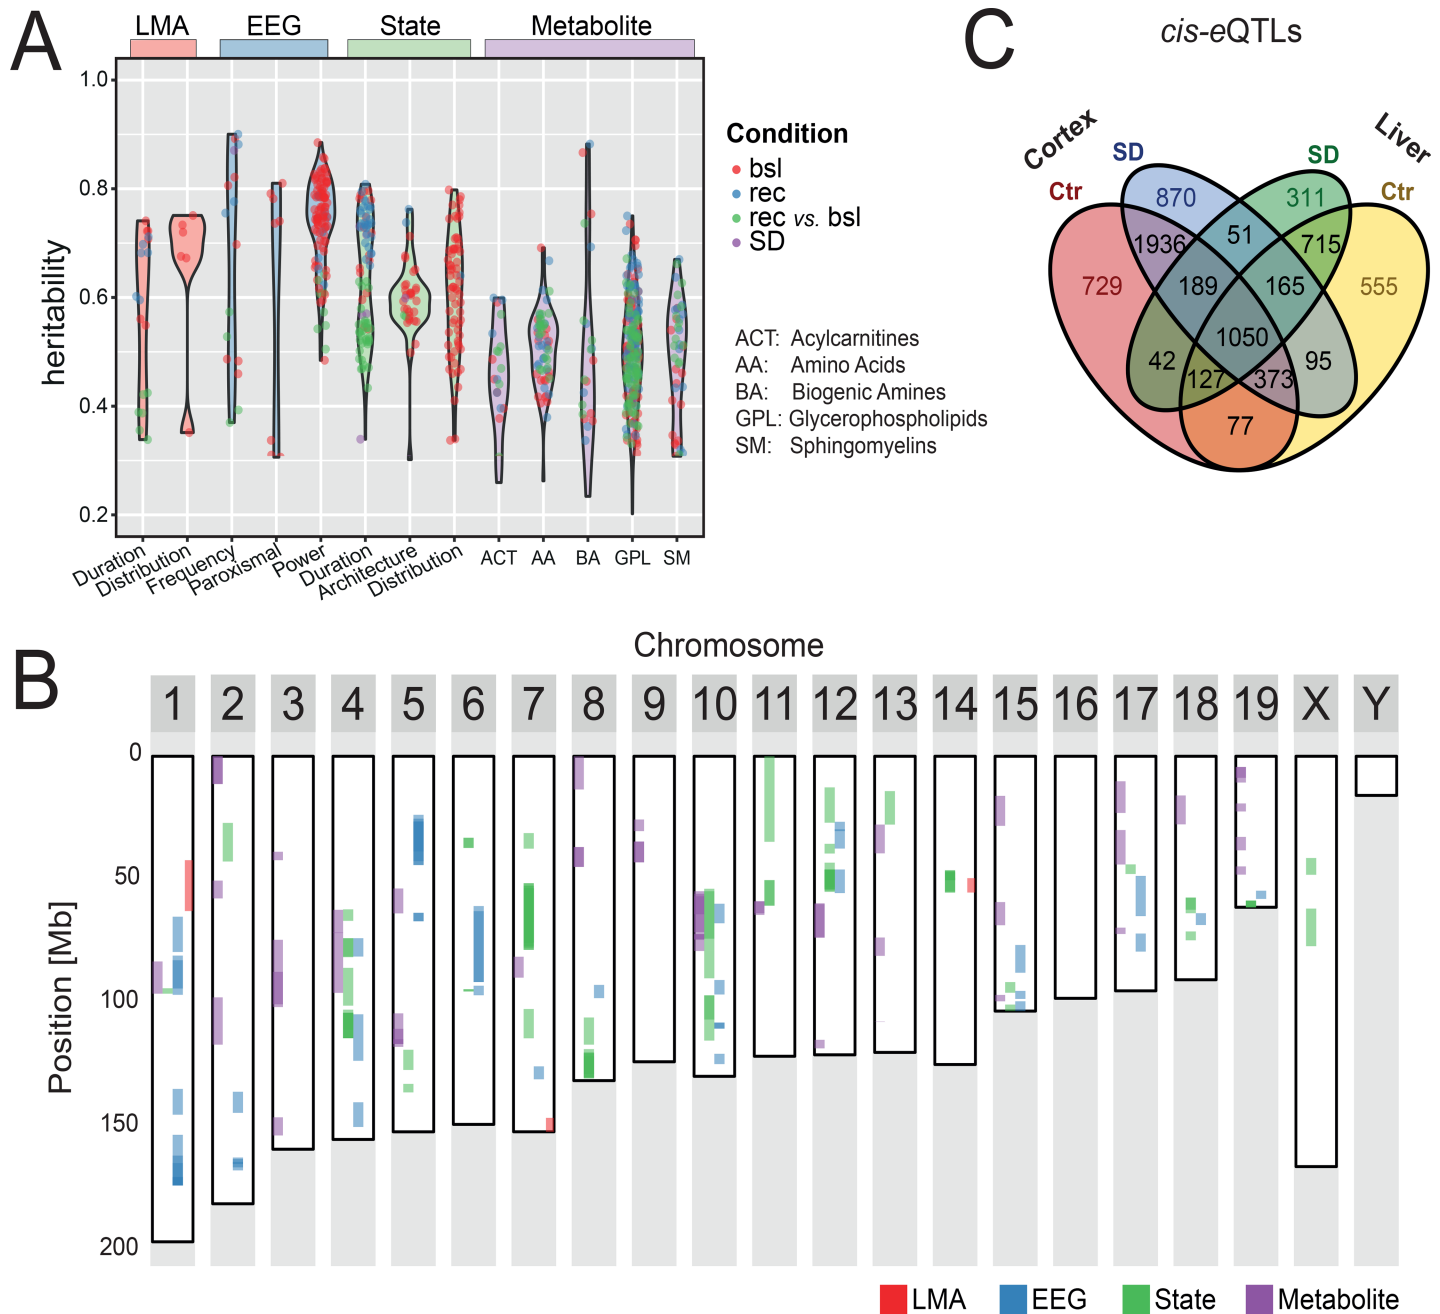 A
LMA EEG State Metabolite
1.0
0.8
0.6
0.4
0.2
heritability
Duration Distribution Frequency Paroxismal Power Duration Architecture Distribution ACT AA BA GPL SM
Condition
bsl
rec
rec vs. bsl
SD
ACT: Acylcarnitines
AA: Amino Acids
BA: Biogenic Amines
GPL: Glycerophospholipids
SM: Sphingomyelins
C
cis-eQTLs
Cortex Liver
SD SD
Ctr Ctr
870 311
1936 51 715
729 189 165 555
1050
42 127 373 95
77
B
Chromosome
1 2 3 4 5 6 7 8 9 10 11 12 13 14 15 16 17 18 19 X Y
0
50
100
150
200
Position [Mb]
LMA EEG State Metabolite